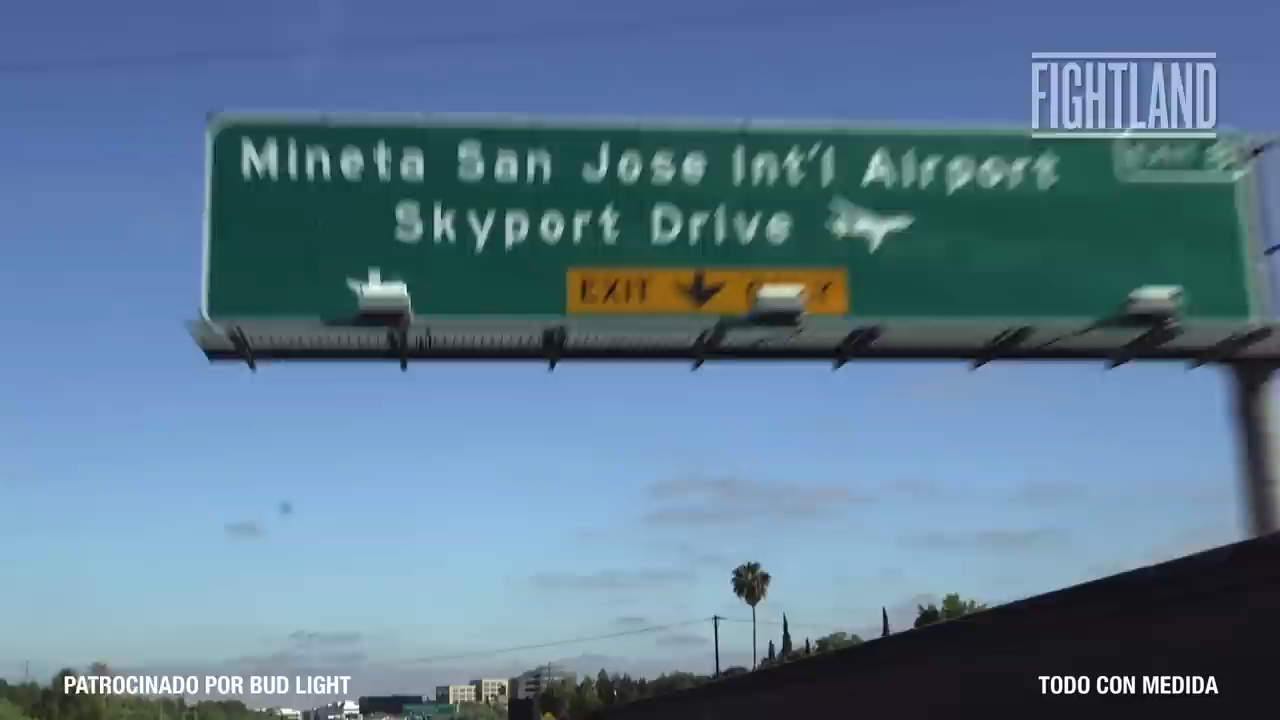 FIGHTLAND
Mineta San Jose Int'l Airport
Skyport Drive
EXIT
PATROCINADO POR BUD LIGHT
TODO CON MEDIDA